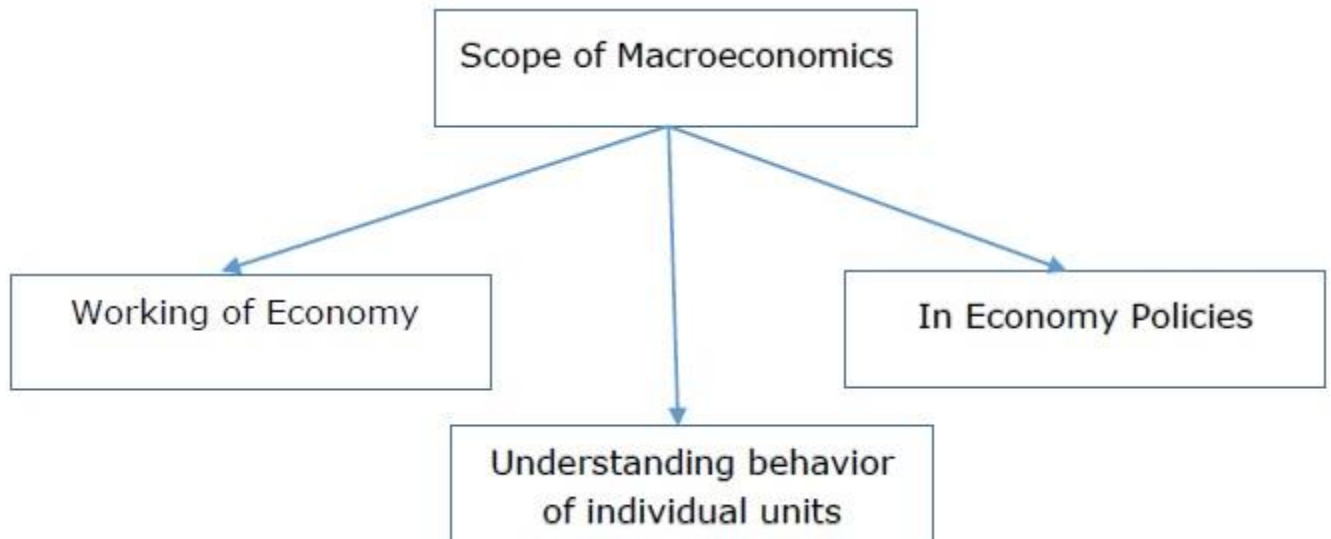 Scope of Macroeconomics
Working of Economy
In Economy Policies
Understanding behavior
of individual units